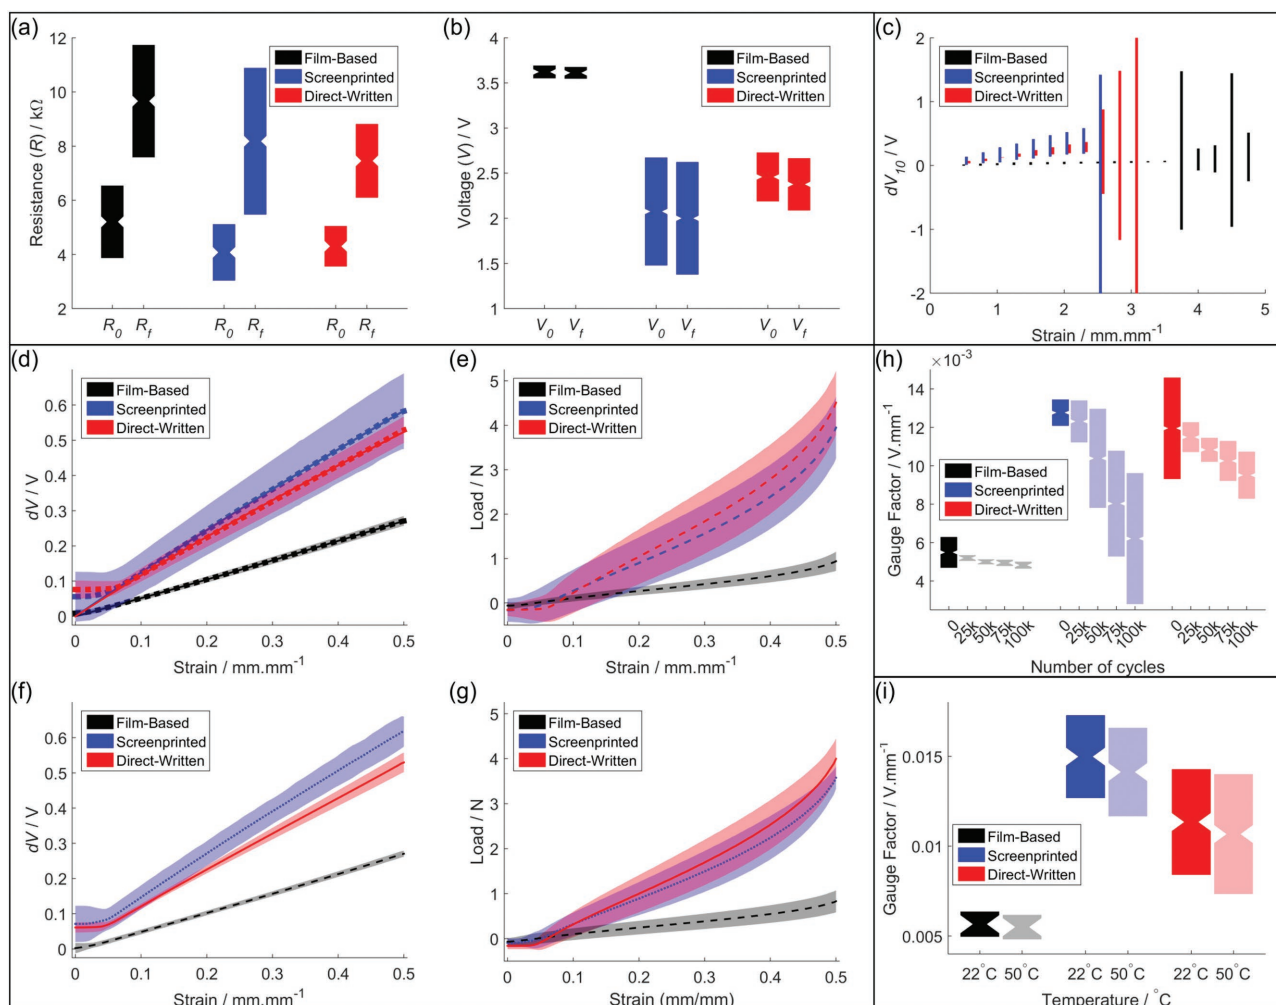 (a)
12
10
8
6
4
2
Resistance (R) / kΩ
Film-Based
Screenprinted
Direct-Written
R0 Rf R0 Rf R0 Rf
(b)
4
3.5
3
2.5
2
1.5
1
Voltage (V) / V
Film-Based
Screenprinted
Direct-Written
V0 Vf V0 Vf V0 Vf
(c)
2
1
0
-1
-2
dV10 / V
Film-Based
Screenprinted
Direct-Written
0 1 2 3 4 5
Strain / mm.mm-1
(d)
0.6
0.5
0.4
0.3
0.2
0.1
0
dV / V
Film-Based
Screenprinted
Direct-Written
0 0.1 0.2 0.3 0.4 0.5
Strain / mm.mm-1
(e)
5
4
3
2
1
0
Load / N
Film-Based
Screenprinted
Direct-Written
0 0.1 0.2 0.3 0.4 0.5
Strain / mm.mm-1
(h)
×10-3
14
12
10
8
6
4
Gauge Factor / V.mm-1
Film-Based
Screenprinted
Direct-Written
0 25k 50k 75k 100k 0 25k 50k 75k 100k 0 25k 50k 75k 100k
Number of cycles
(f)
0.6
0.5
0.4
0.3
0.2
0.1
0
dV / V
Film-Based
Screenprinted
Direct-Written
0 0.1 0.2 0.3 0.4 0.5
Strain / mm.mm-1
(g)
5
4
3
2
1
0
Load / N
Film-Based
Screenprinted
Direct-Written
0 0.1 0.2 0.3 0.4 0.5
Strain (mm/mm)
(i)
0.015
0.01
0.005
Gauge Factor / V.mm-1
Film-Based
Screenprinted
Direct-Written
22°C 50°C 22°C 50°C 22°C 50°C
Temperature / °C